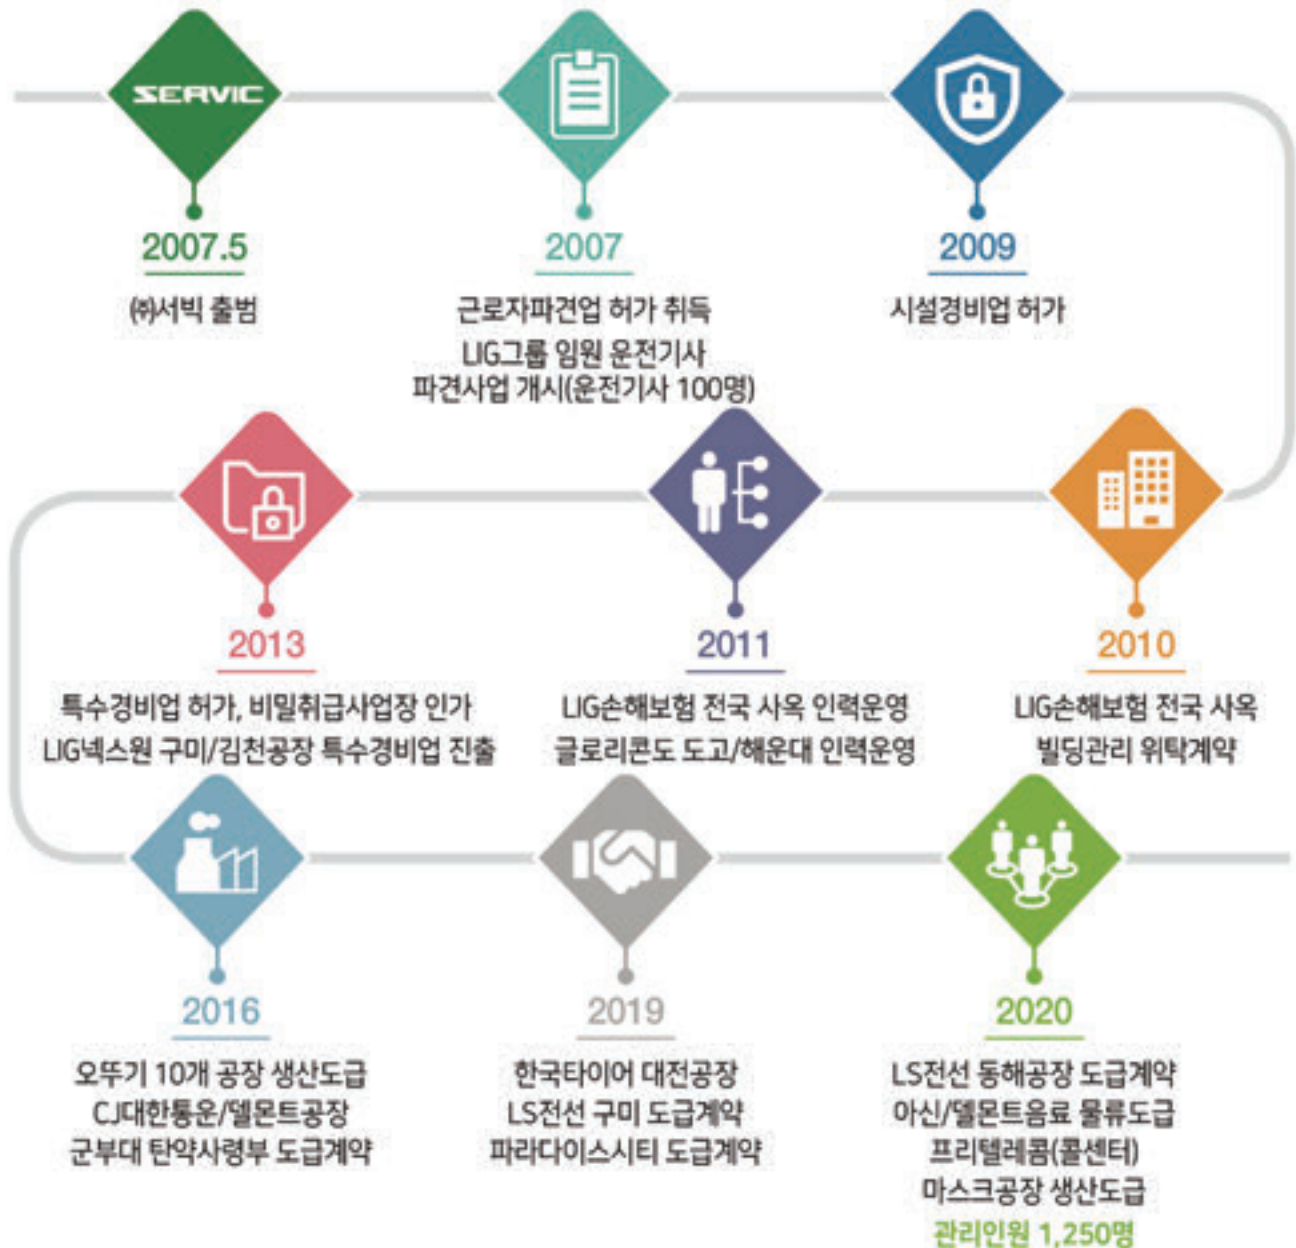 SERVIC
2007.5
㈜서빅 출범
2007
근로자파견업 허가 취득
LIG그룹 임원 운전기사
파견사업 개시(운전기사 100명)
2009
시설경비업 허가
2013
특수경비업 허가, 비밀취급사업장 인가
LIG넥스원 구미/김천공장 특수경비업 진출
2011
LIG손해보험 전국 사옥 인력운영
글로리콘도 도고/해운대 인력운영
2010
LIG손해보험 전국 사옥
빌딩관리 위탁계약
2016
오뚜기 10개 공장 생산도급
CJ대한통운/델몬트공장
군부대 탄약사령부 도급계약
2019
한국타이어 대전공장
LS전선 구미 도급계약
파라다이스시티 도급계약
2020
LS전선 동해공장 도급계약
아신/델몬트음료 물류도급
프리텔레콤(콜센터)
마스크공장 생산도급
관리인원 1,250명